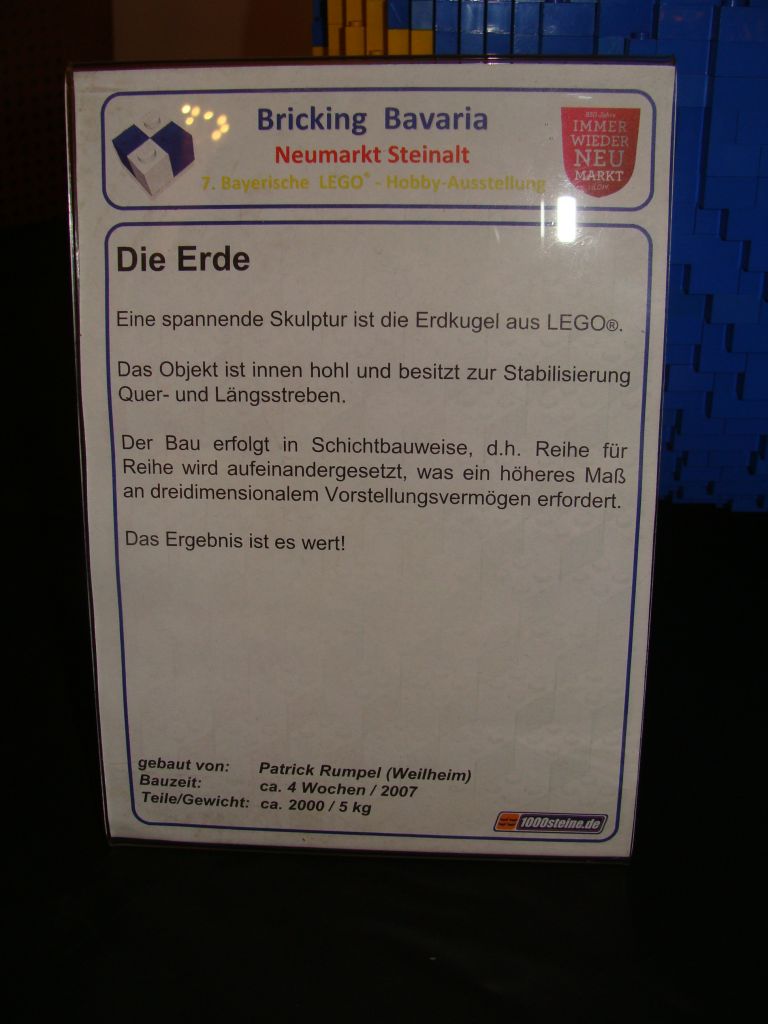 Bricking Bavaria
Neumarkt Steinalt
7. Bayerische LEGO® - Hobby-Ausstellung
850 Jahre
IMMER
WIEDER
NEU
MARKT
Die Erde
Eine spannende Skulptur ist die Erdkugel aus LEGO®.
Das Objekt ist innen hohl und besitzt zur Stabilisierung
Quer- und Längsstreben.
Der Bau erfolgt in Schichtbauweise, d.h. Reihe für
Reihe wird aufeinandergesetzt, was ein höheres Maß
an dreidimensionalem Vorstellungsvermögen erfordert.
Das Ergebnis ist es wert!
gebaut von: Patrick Rumpel (Weilheim)
Bauzeit: ca. 4 Wochen / 2007
Teile/Gewicht: ca. 2000 / 5 kg
1000steine.de